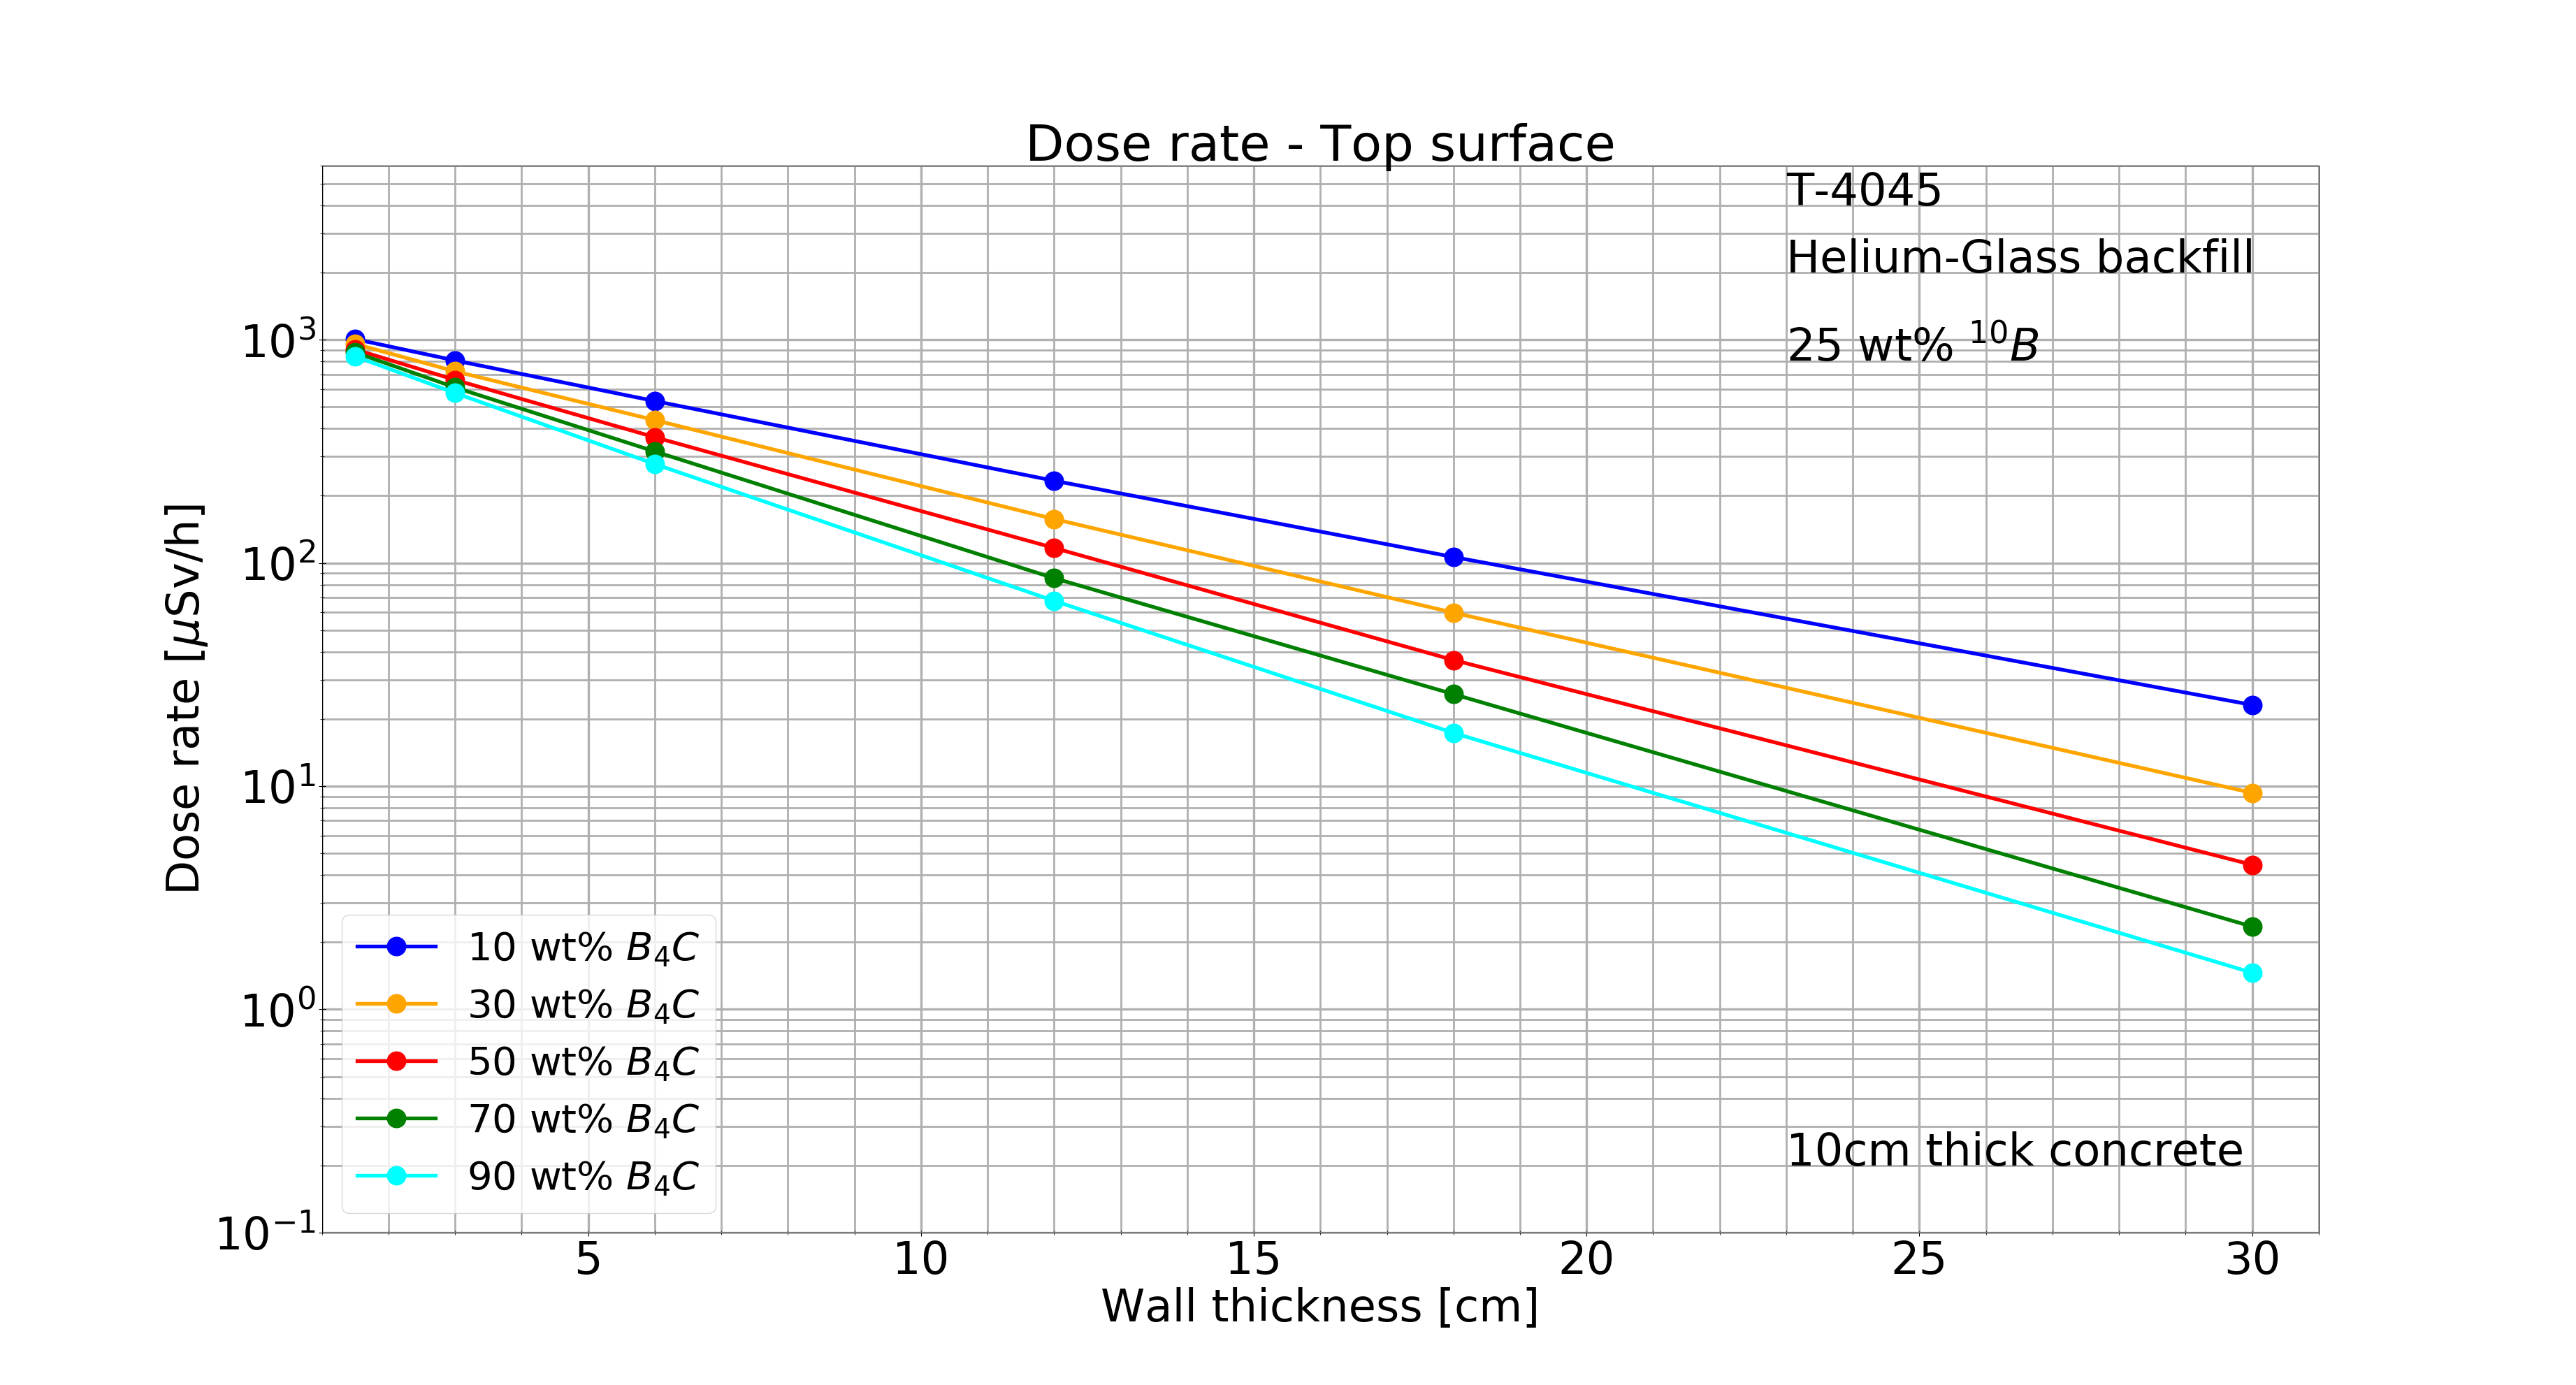 Dose rate - Top surface
T-4045
Helium-Glass backfill
25 wt% ¹⁰B
10cm thick concrete
Dose rate [μSv/h]
10³
10²
10¹
10⁰
10⁻¹
10 wt% B₄C
30 wt% B₄C
50 wt% B₄C
70 wt% B₄C
90 wt% B₄C
5 10 15 20 25 30
Wall thickness [cm]